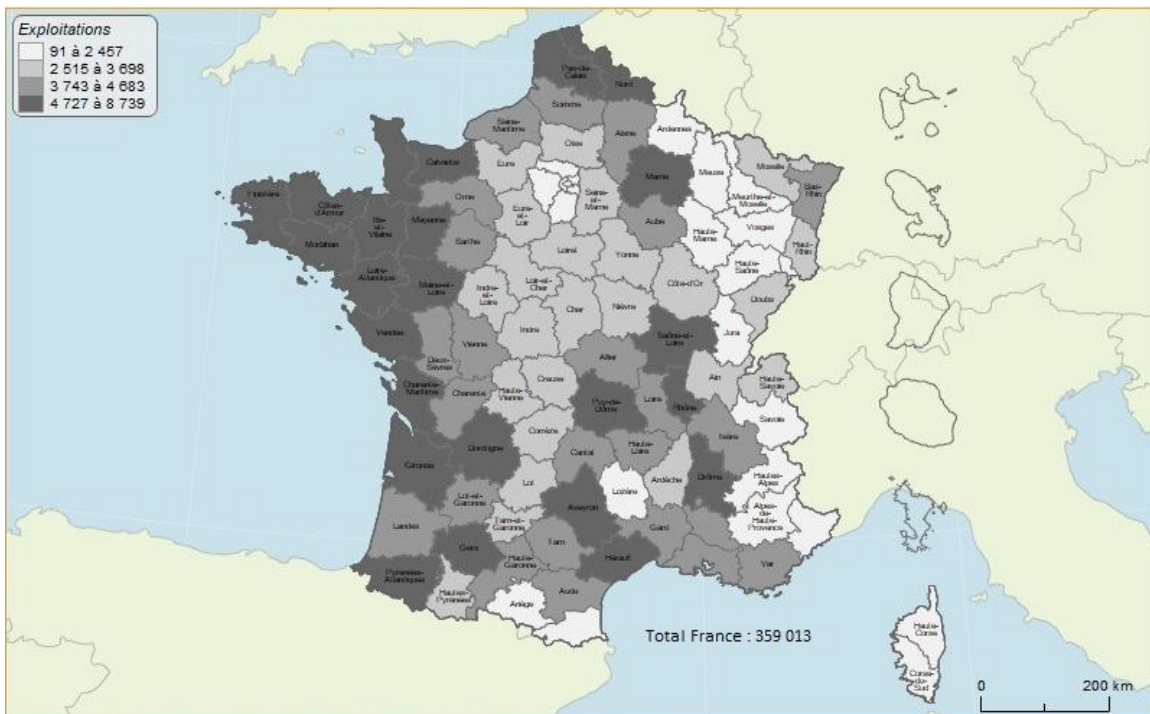 Exploitations
91 à 2 457
2 515 à 3 698
3 743 à 4 683
4 727 à 8 739
Pas-de-
Calais
Nord
Somme
Seine-
Maritime
Aisne
Ardennes
Oise
Calvados
Eure
Marne
Meuse
Moselle
Bas-
Rhin
Meurthe-et-
Moselle
Seine-
et-
Marne
Orne
Eure-
et-
Loir
Aube
Haute-
Marne
Vosges
Haut-
Rhin
Finistère
Côtes-
d'Armor
Ille-
et-
Vilaine
Mayenne
Sarthe
Morbihan
Loiret
Yonne
Haute-
Saône
Loire-
Atlantique
Maine-et-
Loire
Indre-
et-
Loire
Loir-et-
Cher
Cher
Nièvre
Côte-d'Or
Doubs
Vendée
Deux-
Sèvres
Vienne
Indre
Saône-et-
Loire
Jura
Allier
Charente-
Maritime
Charente
Haute-
Vienne
Creuse
Puy-de-
Dôme
Loire
Rhône
Ain
Haute-
Savoie
Savoie
Corrèze
Isère
Dordogne
Cantal
Haute-
Loire
Gironde
Lot
Lozère
Ardèche
Drôme
Hautes-
Alpes
Lot-et-
Garonne
Aveyron
Alpes-
de-
Haute-
Provence
Landes
Tarn-et-
Garonne
Tarn
Gard
Gers
Haute-
Garonne
Hérault
Var
Pyrénées-
Atlantiques
Hautes-
Pyrénées
Ariège
Aude
Total France : 359 013
Haute-
Corse
Corse-
du-
Sud
0
200 km